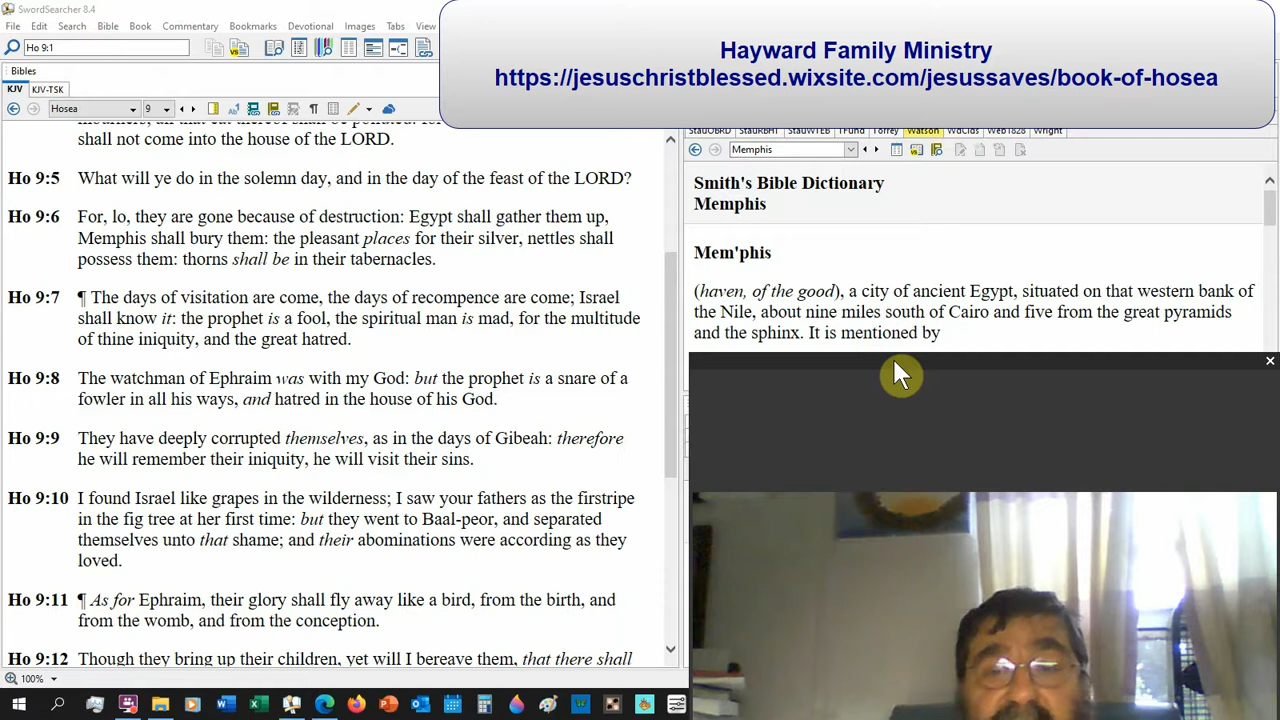 SwordSearcher 8.4
File Edit Search Bible Book Commentary Bookmarks Devotional Images Tabs View
Hayward Family Ministry
https://jesuschristblessed.wixsite.com/jesussaves/book-of-hosea
Ho 9:1
Bibles
KJV KJV-TSK
Hosea 9
shall not come into the house of the LORD.
Ho 9:5 What will ye do in the solemn day, and in the day of the feast of the LORD?
Ho 9:6 For, lo, they are gone because of destruction: Egypt shall gather them up,
Memphis shall bury them: the pleasant places for their silver, nettles shall
possess them: thorns shall be in their tabernacles.
Ho 9:7 ¶ The days of visitation are come, the days of recompence are come; Israel
shall know it: the prophet is a fool, the spiritual man is mad, for the multitude
of thine iniquity, and the great hatred.
Ho 9:8 The watchman of Ephraim was with my God: but the prophet is a snare of a
fowler in all his ways, and hatred in the house of his God.
Ho 9:9 They have deeply corrupted themselves, as in the days of Gibeah: therefore
he will remember their iniquity, he will visit their sins.
Ho 9:10 I found Israel like grapes in the wilderness; I saw your fathers as the firstripe
in the fig tree at her first time: but they went to Baal-peor, and separated
themselves unto that shame; and their abominations were according as they
loved.
Ho 9:11 ¶ As for Ephraim, their glory shall fly away like a bird, from the birth, and
from the womb, and from the conception.
Ho 9:12 Though they bring up their children, yet will I bereave them, that there shall
100%
StauOBRD StauRBHT StauWTEB TFund Torrey Watson WdClds Web1828 Wright
Memphis
Smith's Bible Dictionary
Memphis
Mem'phis
(haven, of the good), a city of ancient Egypt, situated on that western bank of
the Nile, about nine miles south of Cairo and five from the great pyramids
and the sphinx. It is mentioned by